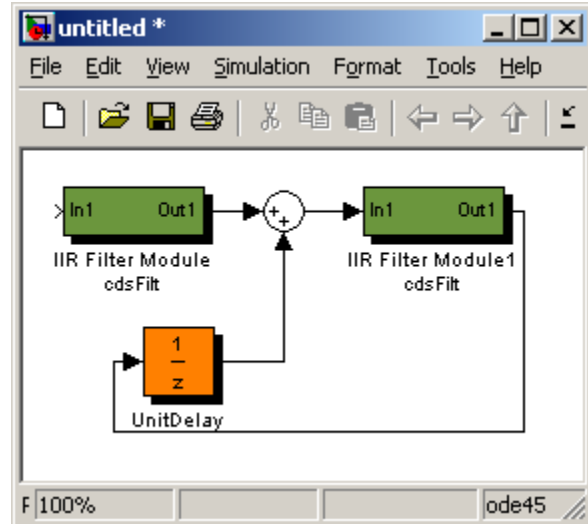 untitled *
File Edit View Simulation Format Tools Help
In1 Out1 + + In1 Out1
IIR Filter Module IIR Filter Module1
cdsFilt cdsFilt
1
z
UnitDelay
F 100% ode45